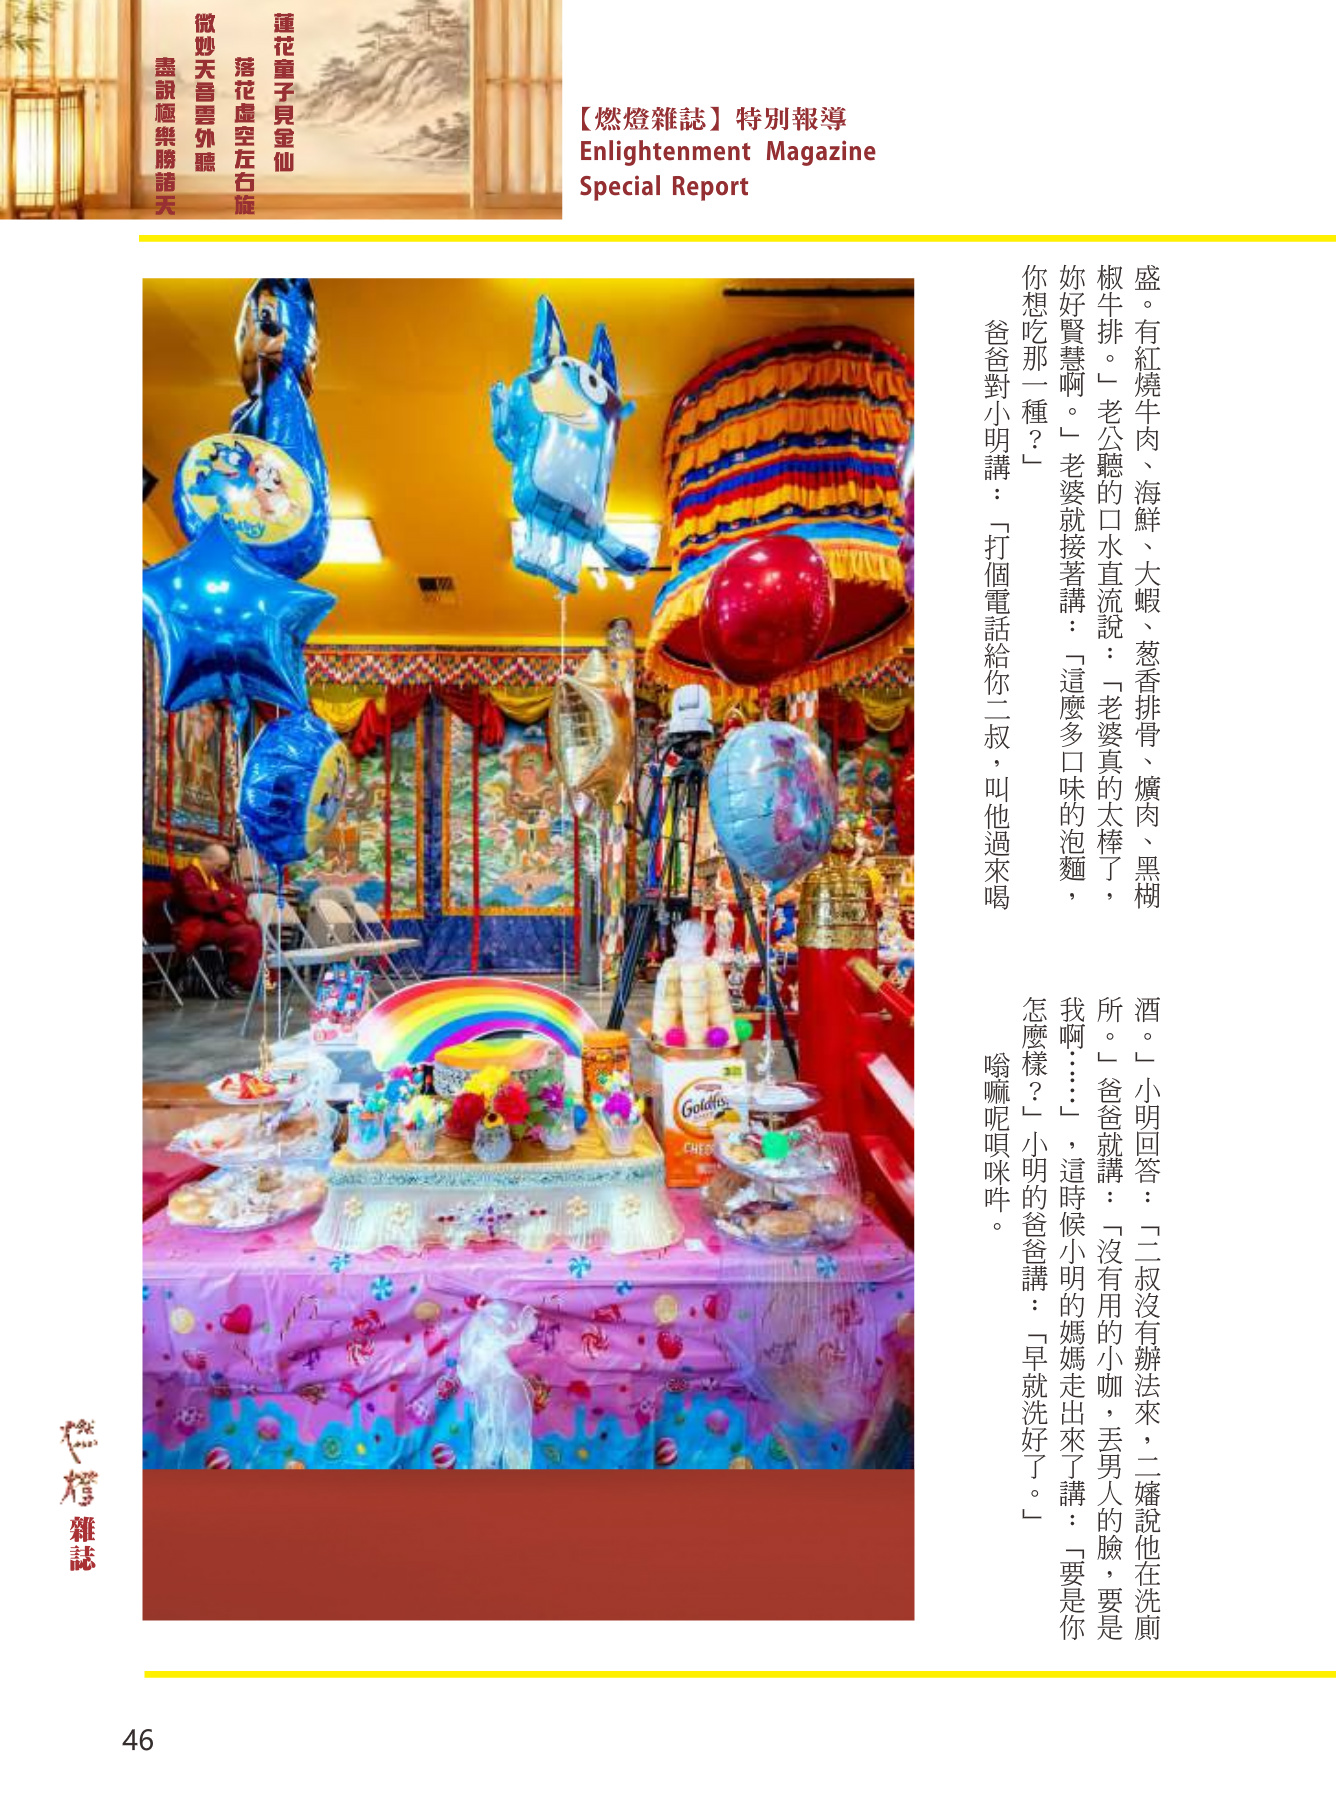 蓮花童子見金仙
落花虛空左右旋
微妙天音雲外聽
盡說極樂勝諸天
【燃燈雜誌】特別報導
Enlightenment Magazine
Special Report
盛。有紅燒牛肉、海鮮、大蝦、葱香排骨、爌肉、黑楜
椒牛排。」老公聽的口水直流說：「老婆真的太棒了，
妳好賢慧啊。」老婆就接著講：「這麼多口味的泡麵，
你想吃那一種？」
爸爸對小明講：「打個電話給你二叔，叫他過來喝
酒。」小明回答：「二叔沒有辦法來，二嬸說他在洗廁
所。」爸爸就講：「沒有用的小咖，丟男人的臉，要是
我啊……」，這時候小明的媽媽走出來了講：「要是你
怎麼樣？」小明的爸爸講：「早就洗好了。」
嗡嘛呢唄咪吽。
Goldfish
CHED
燃燈雜誌
46